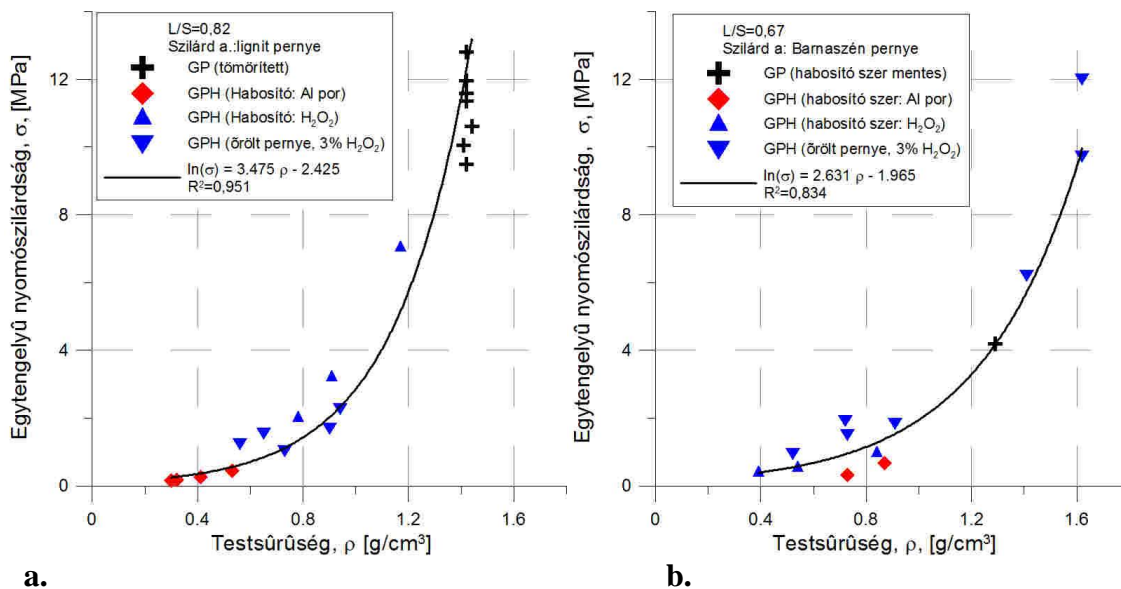 L/S=0,82
Szilárd a.:lignit pernye
GP (tömörített)
GPH (Habosító: Al por)
GPH (Habosító: H₂O₂)
GPH (õrölt pernye, 3% H₂O₂)
ln(σ) = 3.475 ρ - 2.425
R²=0,951
Egytengelyû nyomószilárdság, σ, [MPa]
12
8
4
0
0
0.4
0.8
1.2
1.6
Testsûrûség, ρ [g/cm³]
a.
L/S=0,67
Szilárd a: Barnaszén pernye
GP (habosító szer mentes)
GPH (habosító szer: Al por)
GPH (habosító szer: H₂O₂)
GPH (õrölt pernye, 3% H₂O₂)
ln(σ) = 2.631 ρ - 1.965
R²=0,834
Egytengelyû nyomószilárdság, σ, [MPa]
12
8
4
0
0
0.4
0.8
1.2
1.6
Testsûrûség, ρ, [g/cm³]
b.